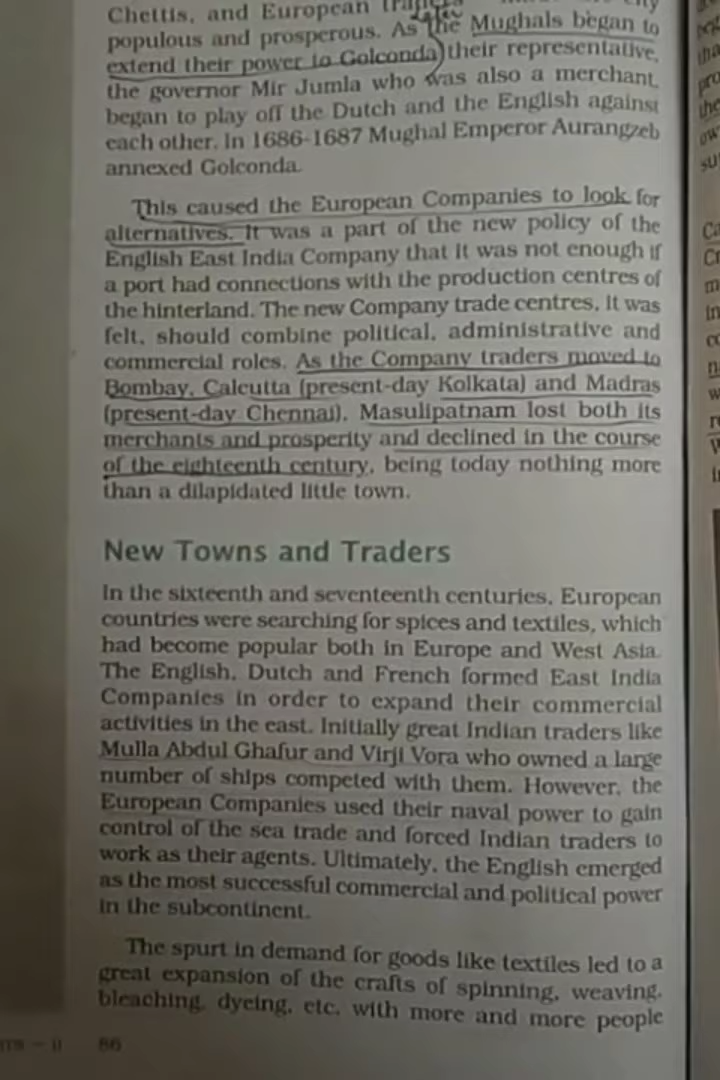 Chettis, and European traders
populous and prosperous. As the Mughals began to
later
extend their power to Golconda their representative,
the governor Mir Jumla who was also a merchant,
began to play off the Dutch and the English against
each other. In 1686-1687 Mughal Emperor Aurangzeb
annexed Golconda.
This caused the European Companies to look for
alternatives. It was a part of the new policy of the
English East India Company that it was not enough if
a port had connections with the production centres of
the hinterland. The new Company trade centres, it was
felt, should combine political, administrative and
commercial roles. As the Company traders moved to
Bombay, Calcutta (present-day Kolkata) and Madras
(present-day Chennai), Masulipatnam lost both its
merchants and prosperity and declined in the course
of the eighteenth century, being today nothing more
than a dilapidated little town.
New Towns and Traders
In the sixteenth and seventeenth centuries, European
countries were searching for spices and textiles, which
had become popular both in Europe and West Asia.
The English, Dutch and French formed East India
Companies in order to expand their commercial
activities in the east. Initially great Indian traders like
Mulla Abdul Ghafur and Virji Vora who owned a large
number of ships competed with them. However, the
European Companies used their naval power to gain
control of the sea trade and forced Indian traders to
work as their agents. Ultimately, the English emerged
as the most successful commercial and political power
in the subcontinent.
The spurt in demand for goods like textiles led to a
great expansion of the crafts of spinning, weaving,
bleaching, dyeing, etc. with more and more people
– II 86